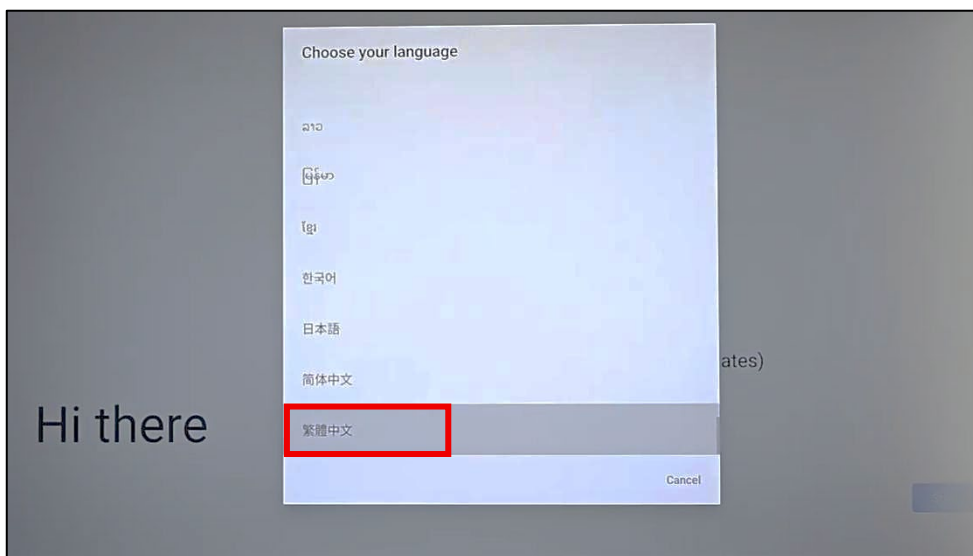 Choose your language
ລາວ
မြန်မာ
ខ្មែរ
한국어
日本語
简体中文
ates)
Hi there
繁體中文
Cancel